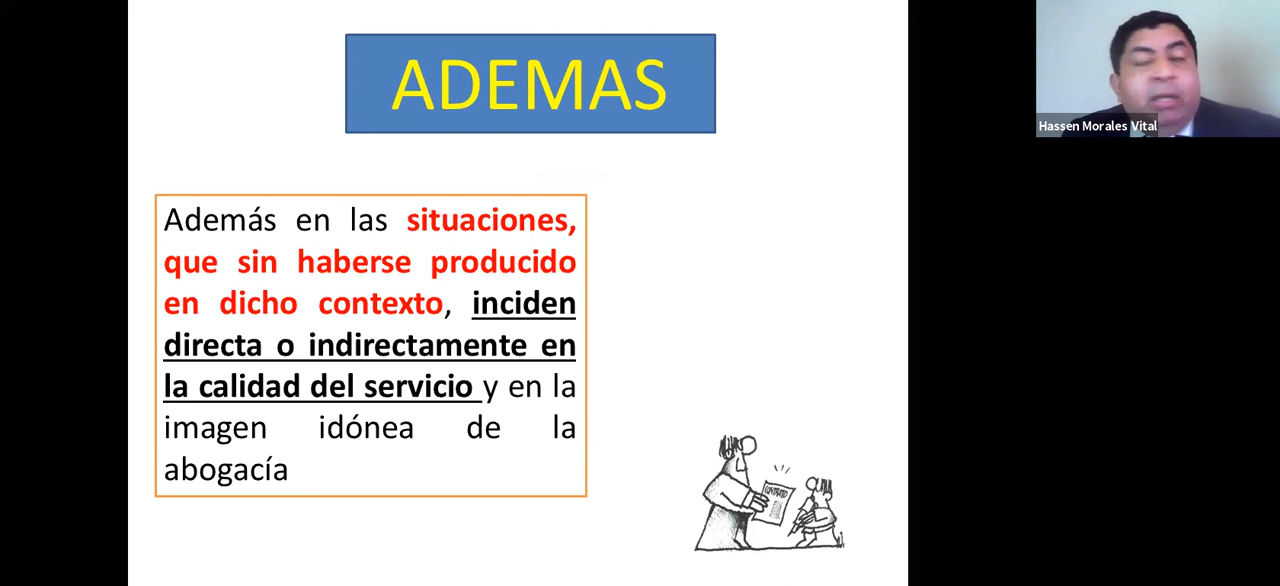 ADEMAS
Además en las situaciones,
que sin haberse producido
en dicho contexto, inciden
directa o indirectamente en
la calidad del servicio y en la
imagen idónea de la
abogacía
CONTRATO
Hassen Morales Vital